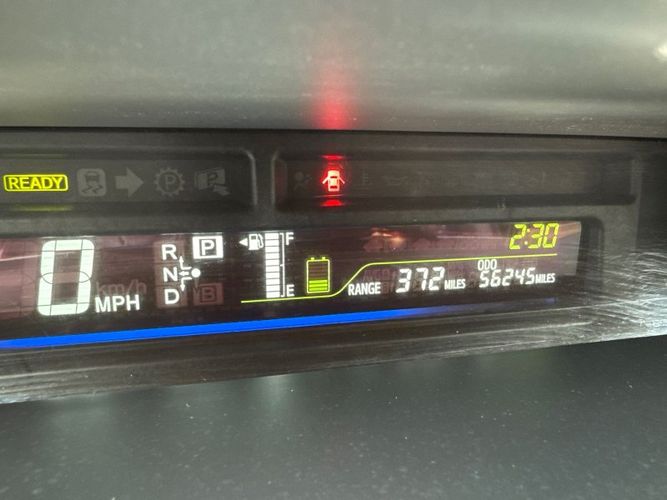 READY
2:30
0 MPH
km/h
R
N
D
P
B
F
E
RANGE 372 MILES
ODO
56245 MILES